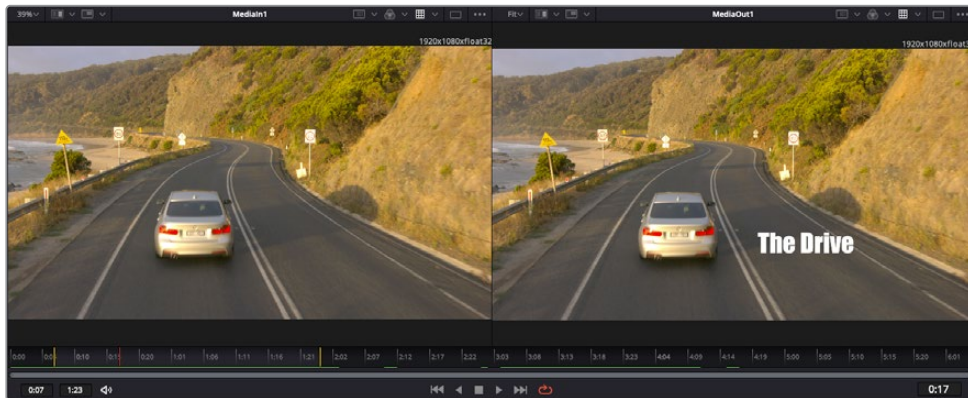 39%
MediaIn1
Fit
MediaOut1
1920x1080xfloat32
1920x1080xfloat3
The Drive
0:00 0:10 0:20 1:01 1:06 1:11 1:16 1:21 2:02 2:07 2:12 2:17 2:22 3:03 3:08 3:13 3:18 3:23 4:04 4:09 4:14 4:19 5:00 5:05 5:10 5:15 5:20 6:01
0:07 1:23 0:17